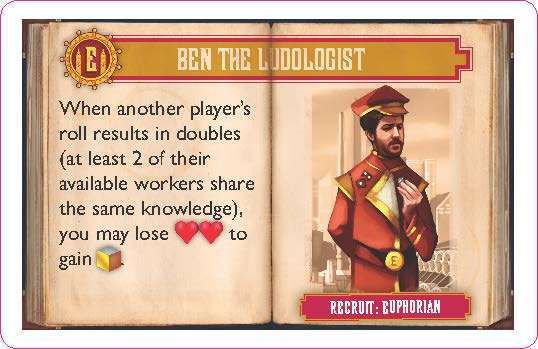 E
BEN THE LUDOLOGIST
When another player's
roll results in doubles
(at least 2 of their
available workers share
the same knowledge),
you may lose to
gain
E
RECRUIT: EUPHORIAN